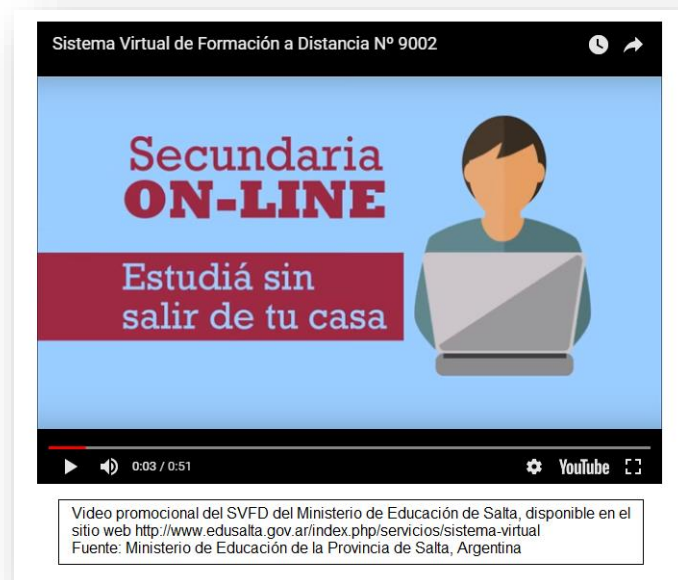 Sistema Virtual de Formación a Distancia Nº 9002
Secundaria
ON-LINE
Estudiá sin
salir de tu casa
0:03 / 0:51
YouTube
Video promocional del SVFD del Ministerio de Educación de Salta, disponible en el
sitio web http://www.edusalta.gov.ar/index.php/servicios/sistema-virtual
Fuente: Ministerio de Educación de la Provincia de Salta, Argentina